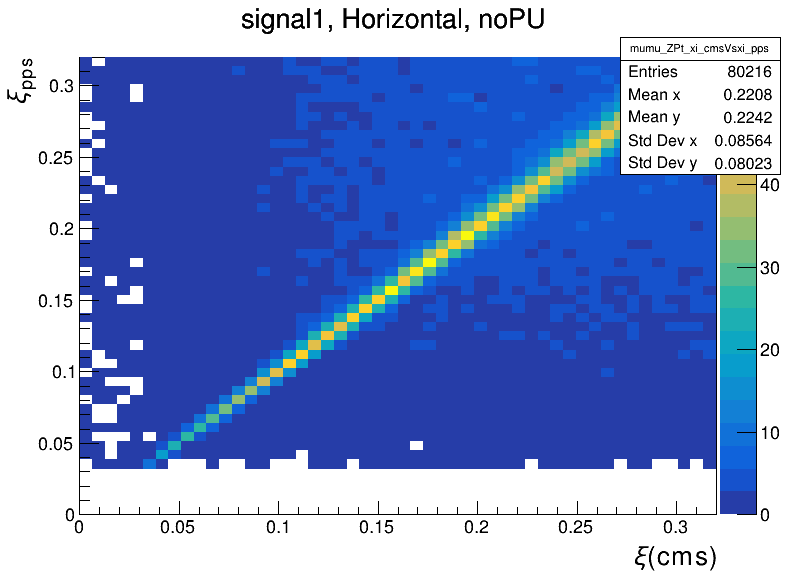 signal1, Horizontal, noPU
mumu_ZPt_xi_cmsVsxi_pps
Entries 80216
Mean x 0.2208
Mean y 0.2242
Std Dev x 0.08564
Std Dev y 0.08023
ξpps
0.3
0.25
0.2
0.15
0.1
0.05
0
40
30
20
10
0
0 0.05 0.1 0.15 0.2 0.25 0.3
ξ(cms)